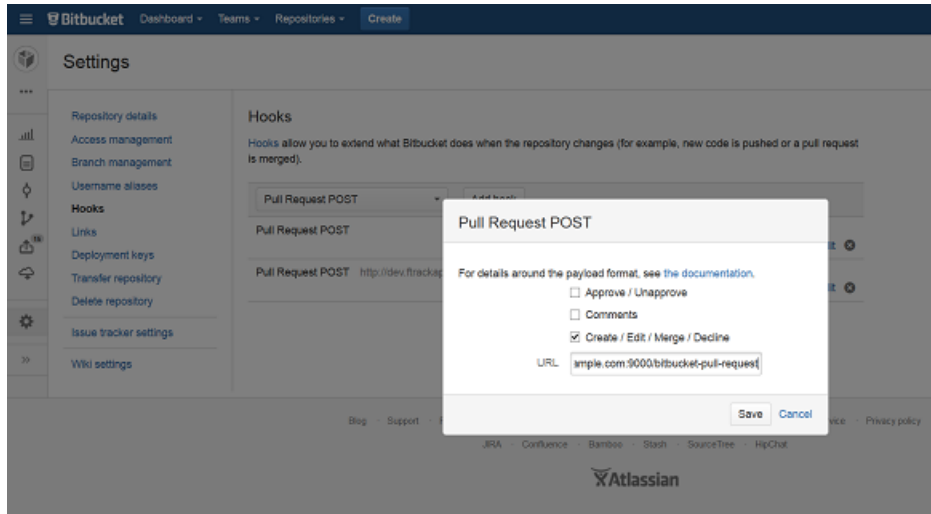 Bitbucket Dashboard Teams Repositories Create
Settings
Repository details
Access management
Branch management
Username aliases
Hooks
Links
Deployment keys
Transfer repository
Delete repository
Issue tracker settings
Wiki settings
Hooks
Hooks allow you to extend what Bitbucket does when the repository changes (for example, new code is pushed or a pull request
is merged).
Pull Request POST Add hook
Pull Request POST
Pull Request POST http://dev.ftrackap
Pull Request POST
For details around the payload format, see the documentation.
Approve / Unapprove
Comments
Create / Edit / Merge / Decline
URL ample.com:9000/bitbucket-pull-request
Save Cancel
Blog · Support · Privacy policy
JIRA · Confluence · Bamboo · Stash · SourceTree · HipChat
Atlassian